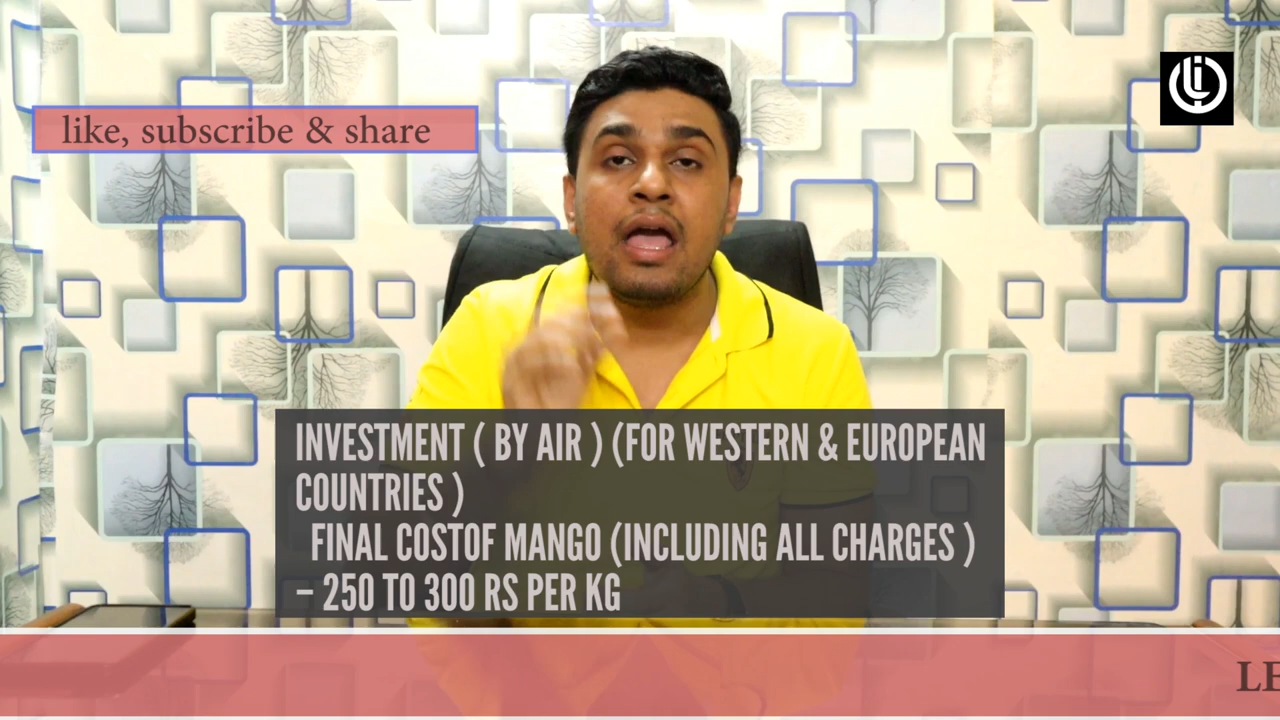 like, subscribe & share
INVESTMENT ( BY AIR ) (FOR WESTERN & EUROPEAN
COUNTRIES )
FINAL COSTOF MANGO (INCLUDING ALL CHARGES )
– 250 TO 300 RS PER KG
LE